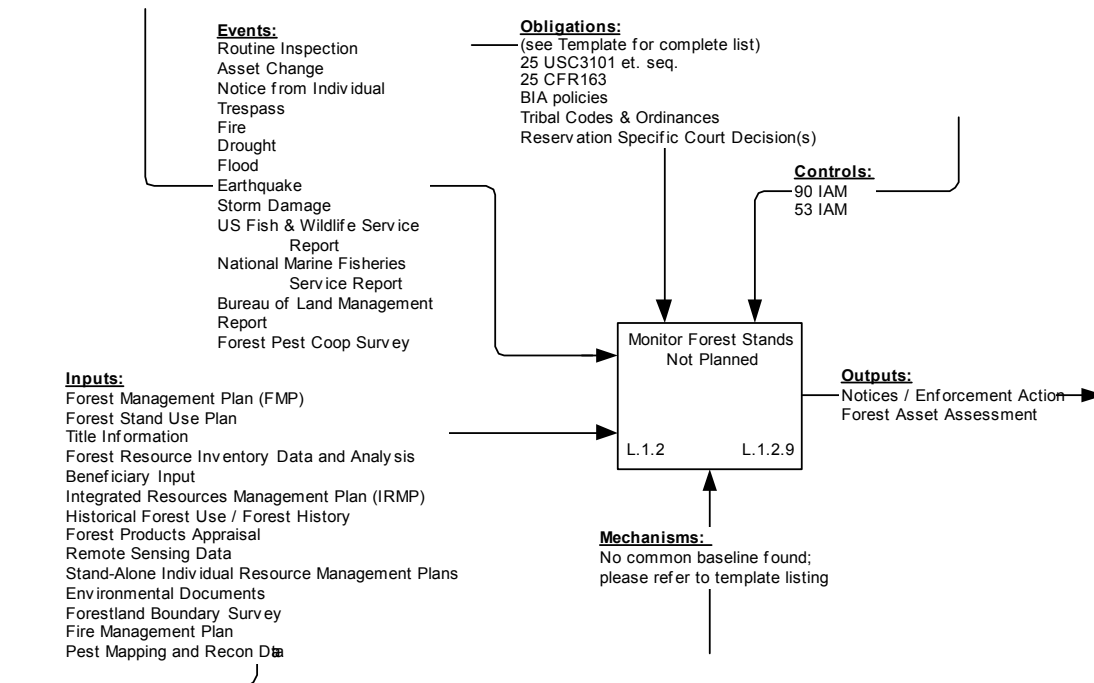 Events:
Routine Inspection
Asset Change
Notice from Individual
Trespass
Fire
Drought
Flood
Earthquake
Storm Damage
US Fish & Wildlife Service
Report
National Marine Fisheries
Service Report
Bureau of Land Management
Report
Forest Pest Coop Survey
Obligations:
(see Template for complete list)
25 USC3101 et. seq.
25 CFR163
BIA policies
Tribal Codes & Ordinances
Reservation Specific Court Decision(s)
Controls:
90 IAM
53 IAM
Monitor Forest Stands
Not Planned
L.1.2 L.1.2.9
Inputs:
Forest Management Plan (FMP)
Forest Stand Use Plan
Title Information
Forest Resource Inventory Data and Analysis
Beneficiary Input
Integrated Resources Management Plan (IRMP)
Historical Forest Use / Forest History
Forest Products Appraisal
Remote Sensing Data
Stand-Alone Individual Resource Management Plans
Environmental Documents
Forestland Boundary Survey
Fire Management Plan
Pest Mapping and Recon Data
Outputs:
Notices / Enforcement Action
Forest Asset Assessment
Mechanisms:
No common baseline found;
please refer to template listing